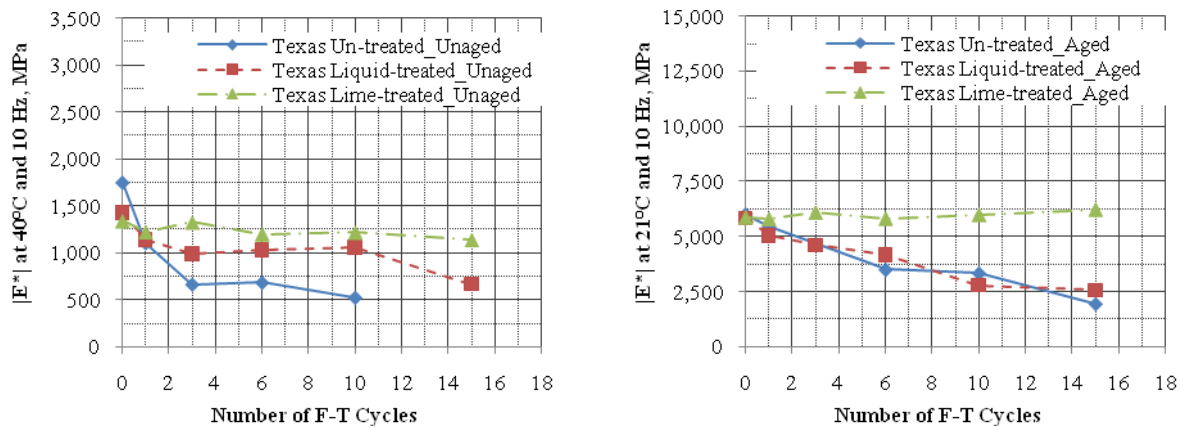 |E*| at 40°C and 10 Hz, MPa
3,500
3,000
2,500
2,000
1,500
1,000
500
0
Texas Un-treated_Unaged
Texas Liquid-treated_Unaged
Texas Lime-treated_Unaged
0 2 4 6 8 10 12 14 16 18
Number of F-T Cycles
|E*| at 21°C and 10 Hz, MPa
15,000
12,500
10,000
7,500
5,000
2,500
0
Texas Un-treated_Aged
Texas Liquid-treated_Aged
Texas Lime-treated_Aged
0 2 4 6 8 10 12 14 16 18
Number of F-T Cycles